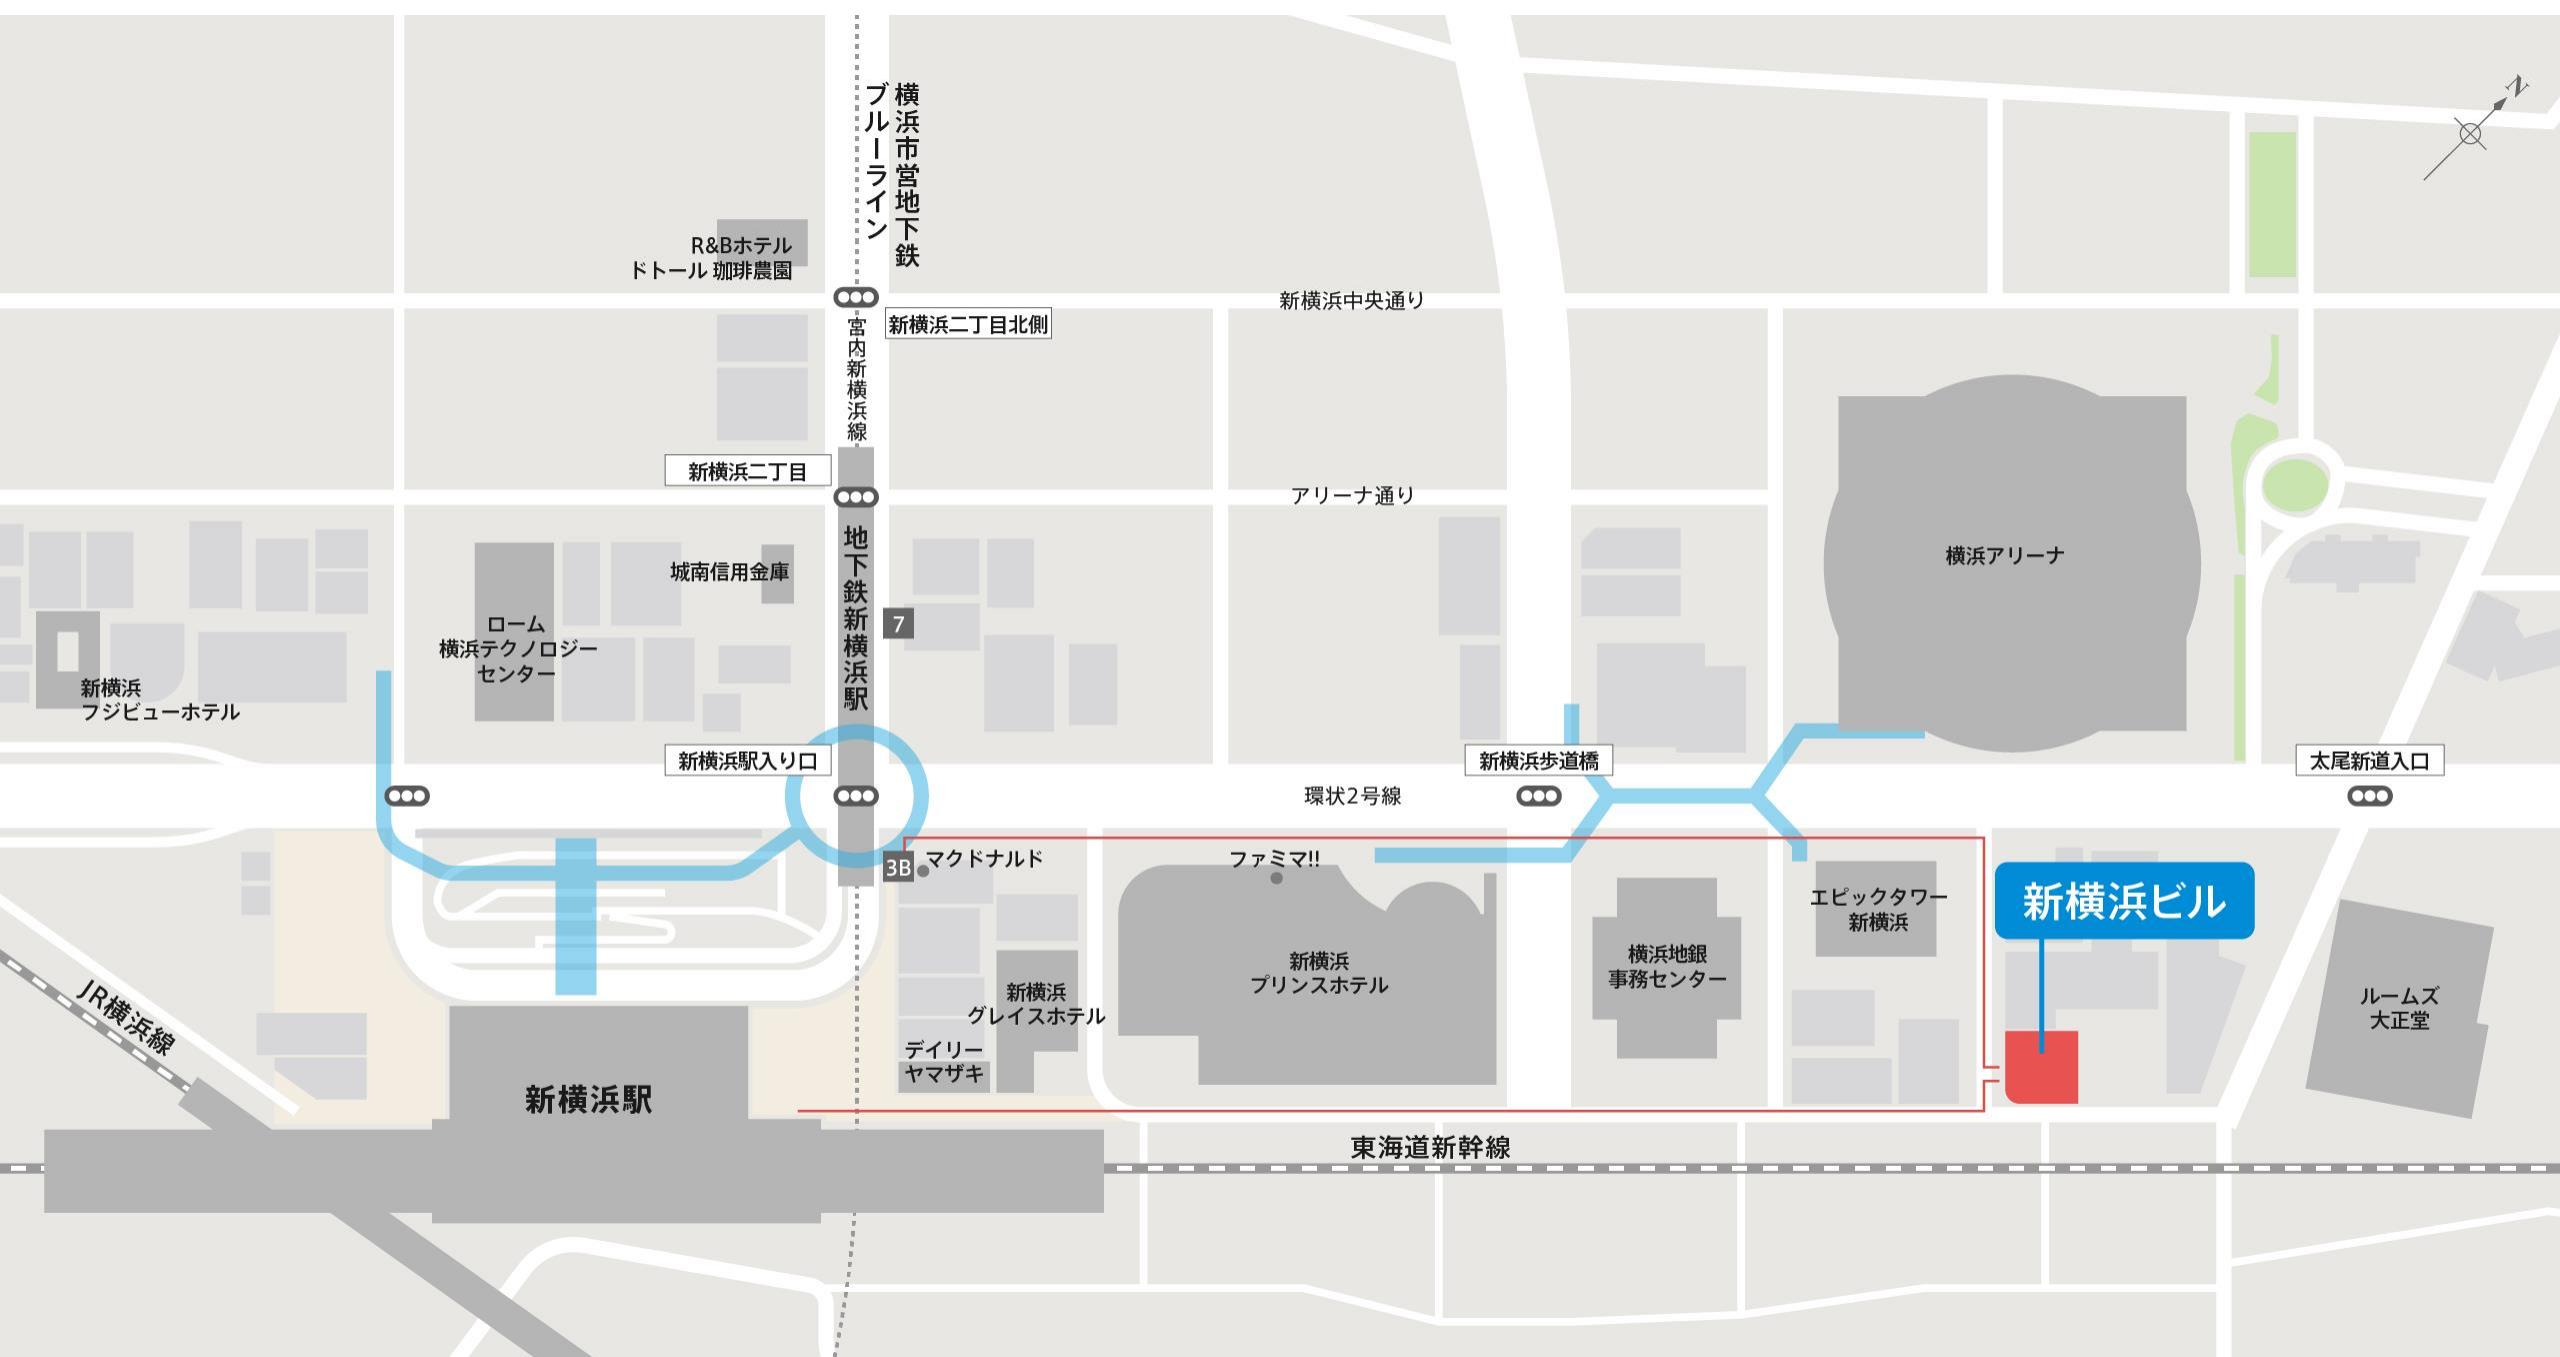 横浜市営地下鉄
ブルーライン
N
R&Bホテル
ドトール 珈琲農園
新横浜中央通り
新横浜二丁目北側
宮内新横浜線
新横浜二丁目
アリーナ通り
地下鉄新横浜駅
城南信用金庫
横浜アリーナ
ローム
横浜テクノロジー
センター
7
新横浜
フジビューホテル
新横浜駅入り口
新横浜歩道橋
太尾新道入口
環状2号線
3B
マクドナルド
ファミマ!!
エピックタワー
新横浜
新横浜ビル
横浜地銀
事務センター
新横浜
プリンスホテル
新横浜
グレイスホテル
ルームズ
大正堂
JR横浜線
デイリー
ヤマザキ
新横浜駅
東海道新幹線